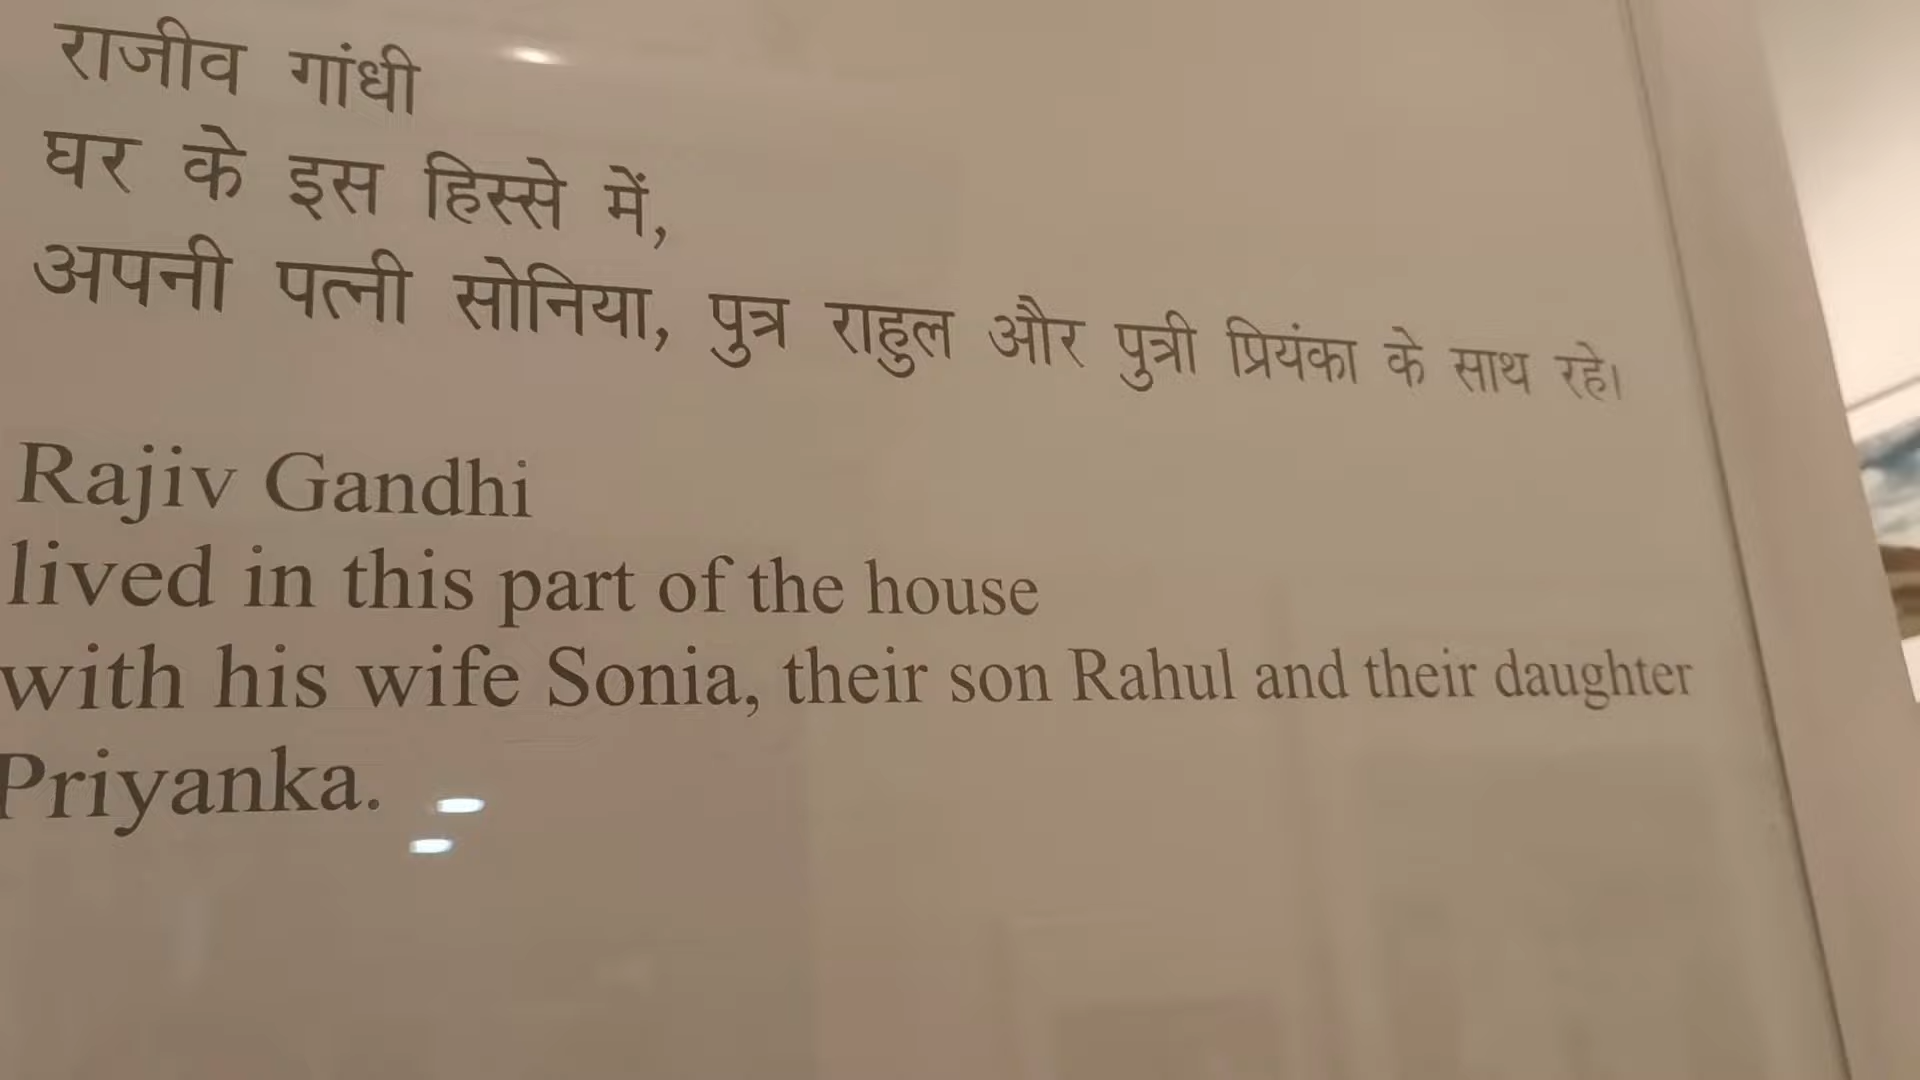 राजीव गांधी
घर के इस हिस्से में,
अपनी पत्नी सोनिया, पुत्र राहुल और पुत्री प्रियंका के साथ रहे।
Rajiv Gandhi
lived in this part of the house
with his wife Sonia, their son Rahul and their daughter
Priyanka.